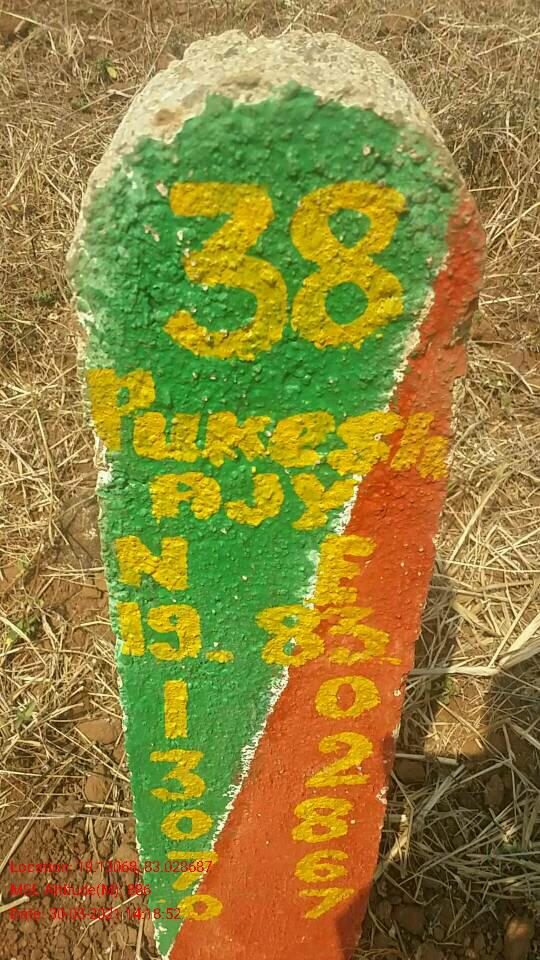 38
Pukesh
AJY
N E
19. 83.
1 0
3 2
0 8
7 6
0 7
Location: 19.13068, 83.028687
MSL Altitude(M): 886
Date: 30-03-2021 14:18:52